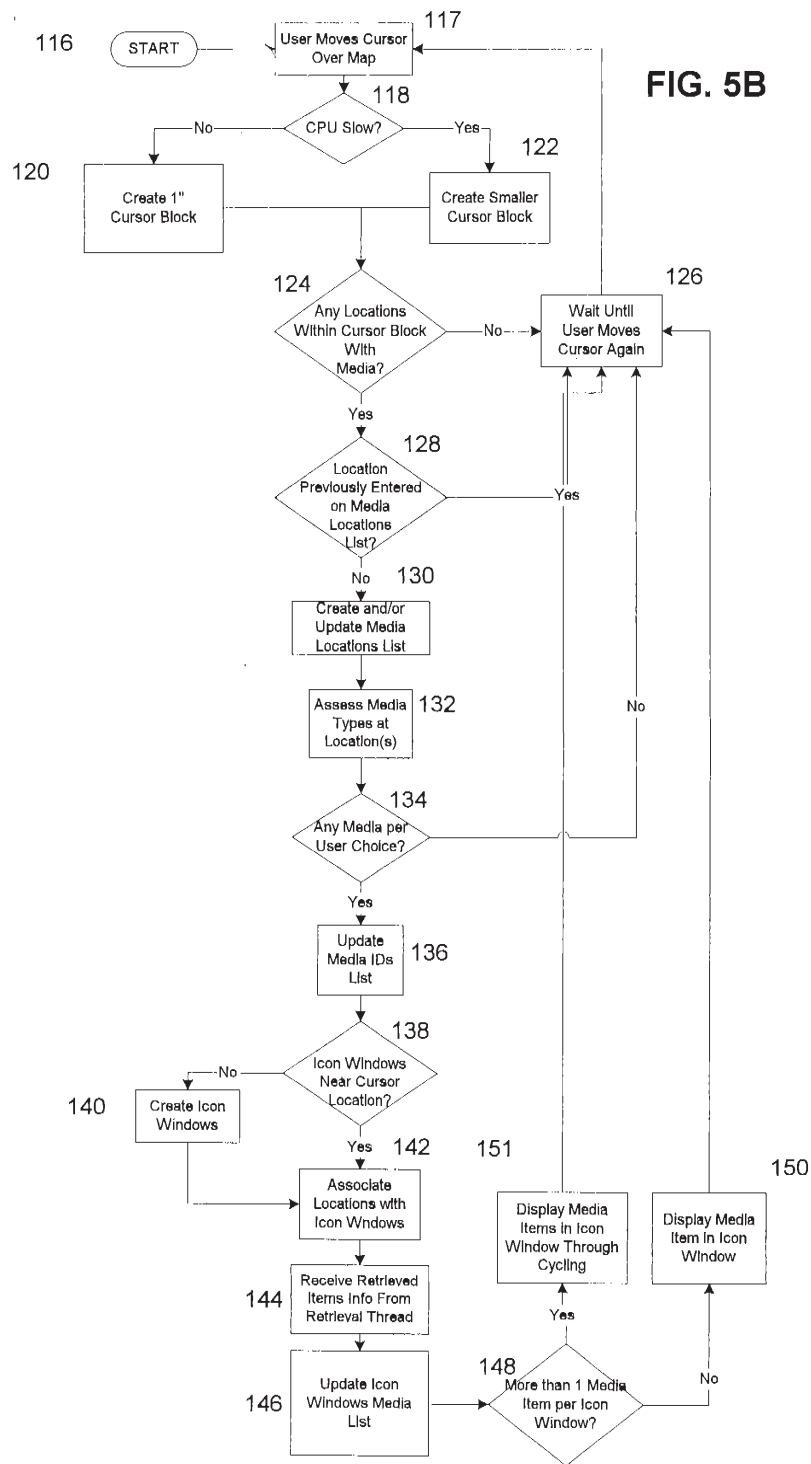 116
START
117
User Moves Cursor
Over Map
FIG. 5B
118
CPU Slow?
No
Yes
120
Create 1"
Cursor Block
122
Create Smaller
Cursor Block
124
Any Locations
Within Cursor Block
With
Media?
No
126
Wait Until
User Moves
Cursor Again
Yes
128
Location
Previously Entered
on Media
Locations
List?
Yes
No
130
Create and/or
Update Media
Locations List
132
Assess Media
Types at
Location(s)
No
134
Any Media per
User Choice?
Yes
Update
Media IDs
List
136
138
Icon Windows
Near Cursor
Location?
No
140
Create Icon
Windows
Yes
142
Associate
Locations with
Icon Windows
151
Display Media
Items in Icon
Window Through
Cycling
150
Display Media
Item in Icon
Window
144
Receive Retrieved
Items Info From
Retrieval Thread
Yes
146
Update Icon
Windows Media
List
148
More than 1 Media
Item per Icon
Window?
No